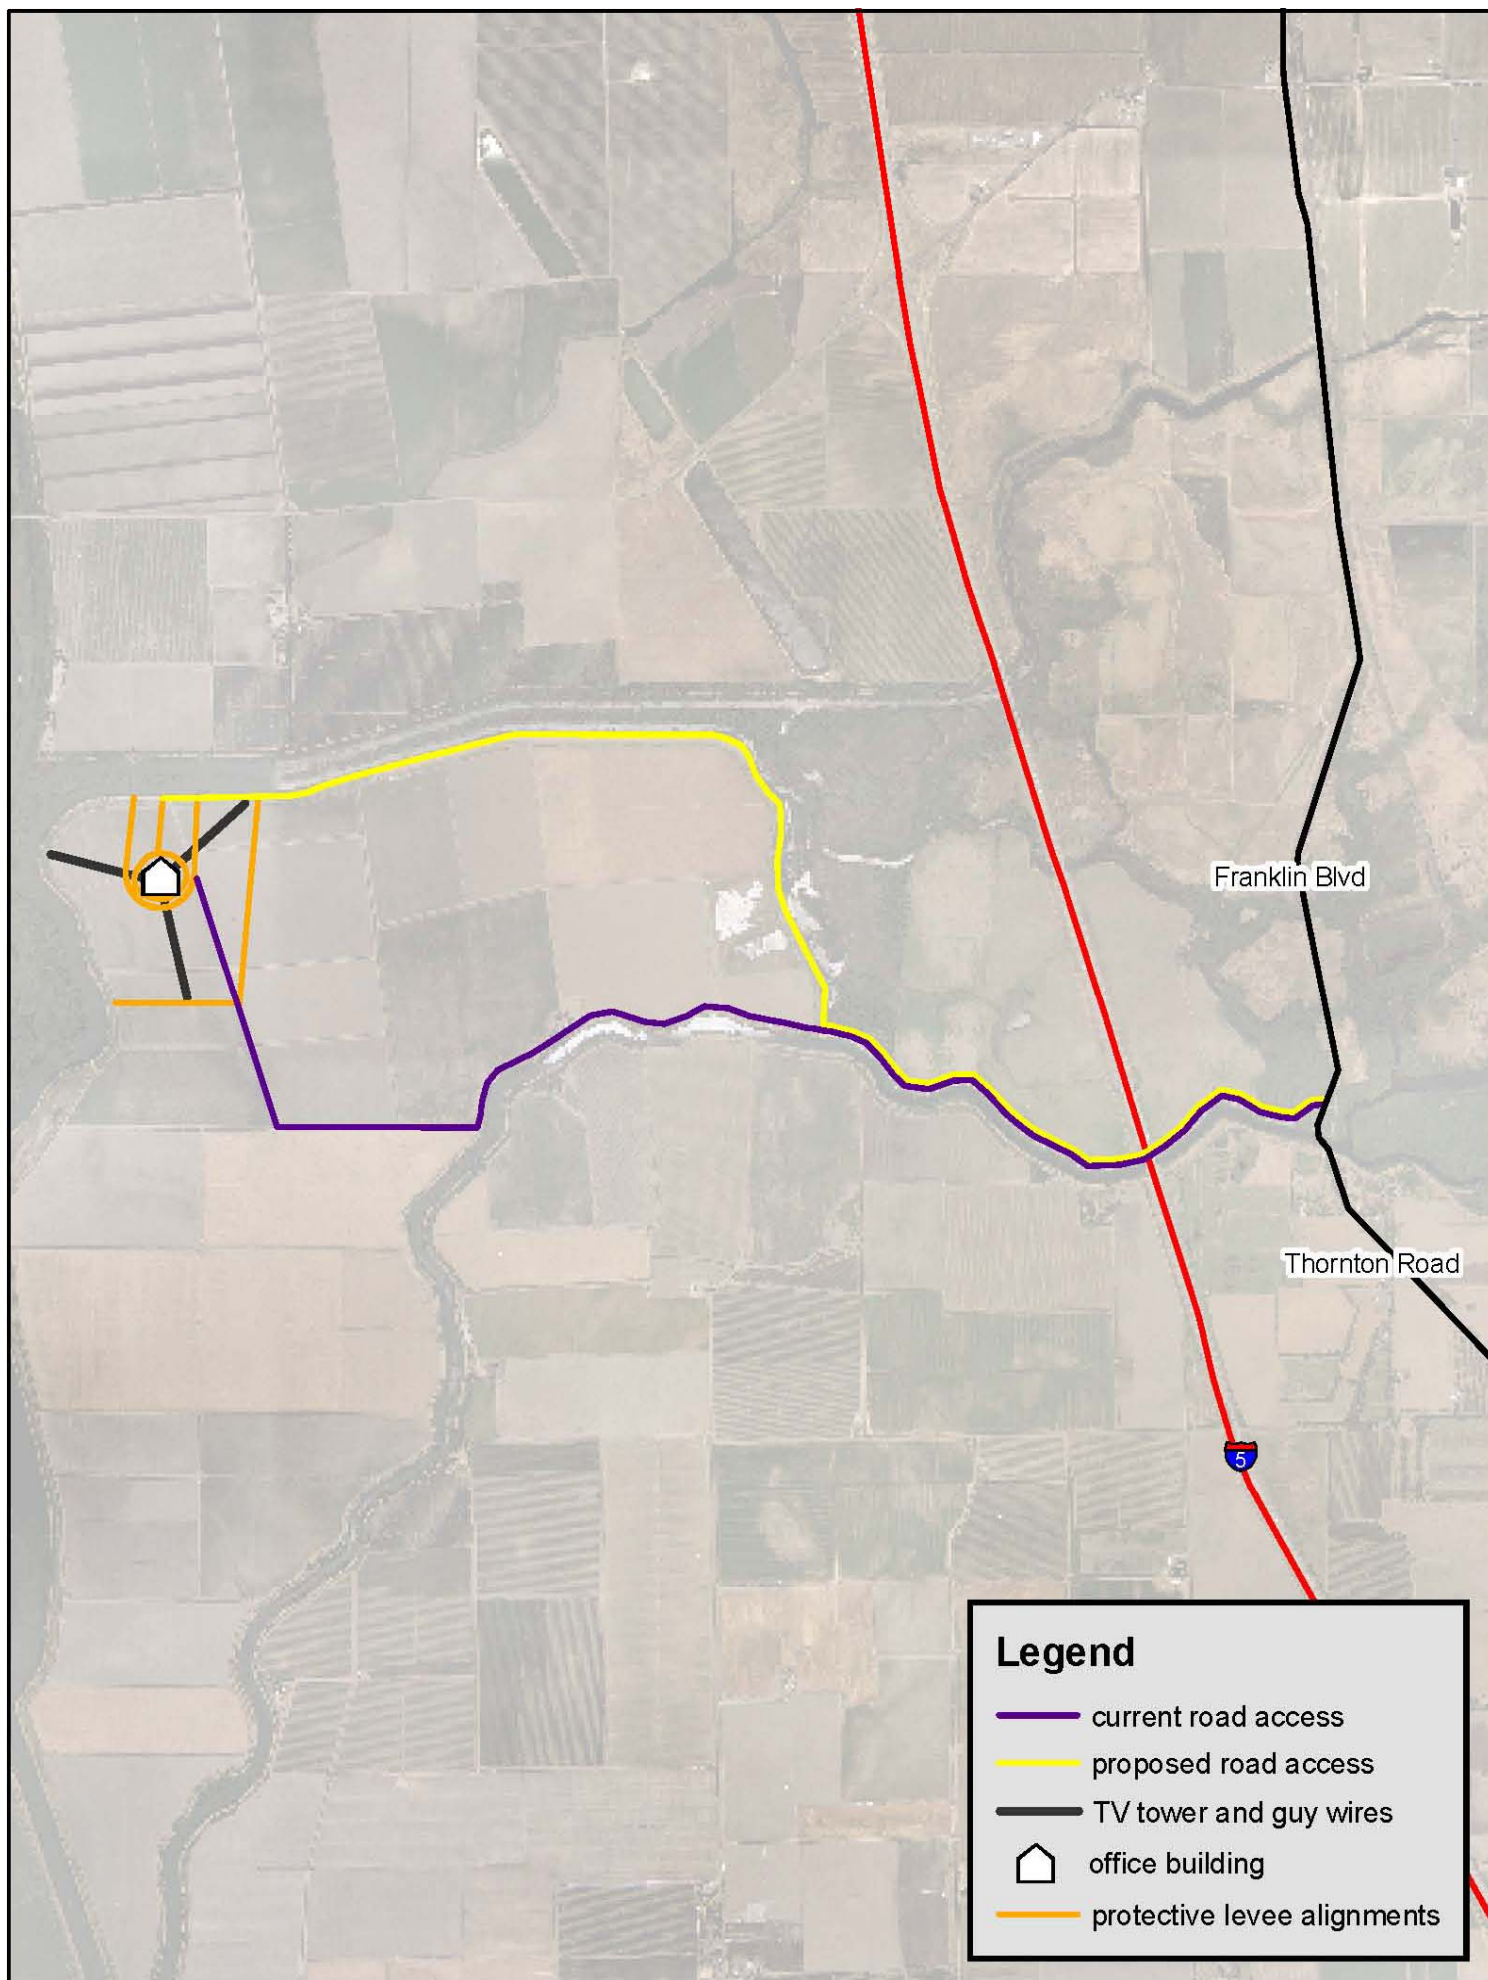 Franklin Blvd
Thornton Road
5
Legend
current road access
proposed road access
TV tower and guy wires
office building
protective levee alignments